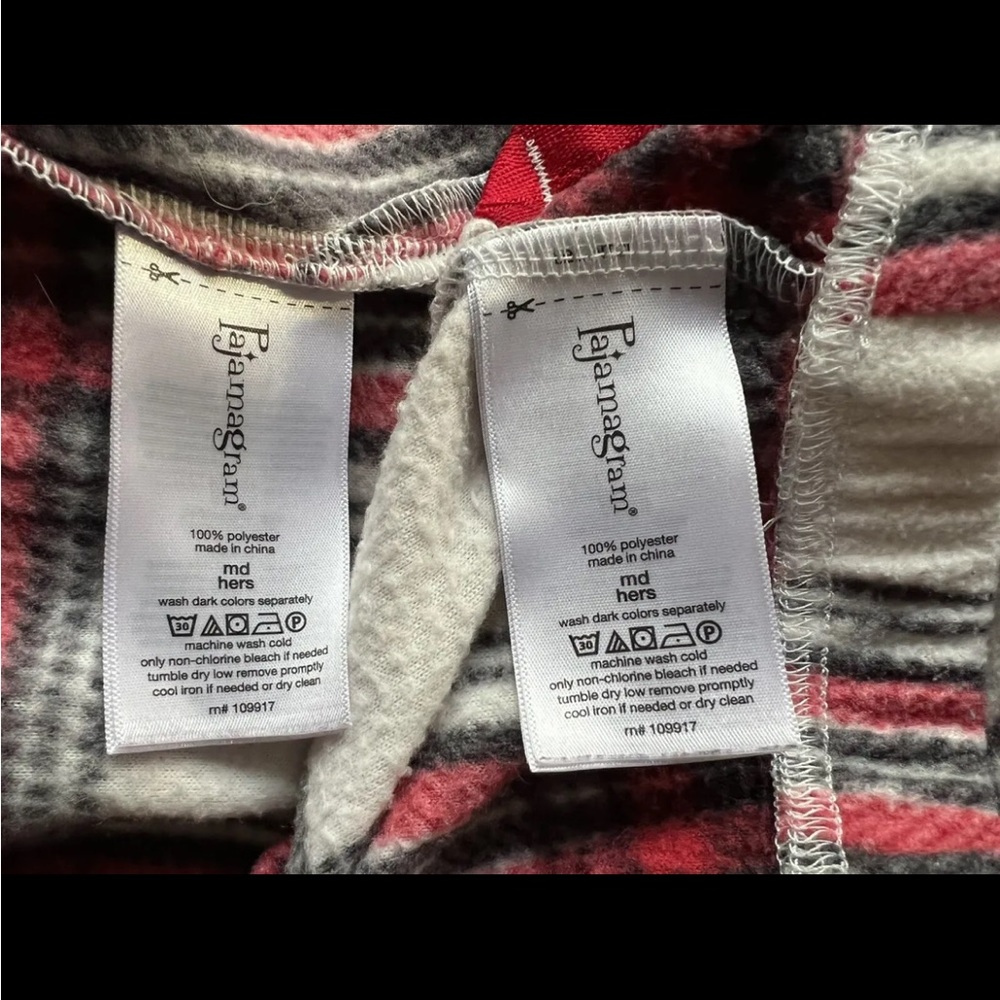 Pajamagram®
100% polyester
made in china
md
hers
wash dark colors separately
30 P
machine wash cold
only non-chlorine bleach if needed
tumble dry low remove promptly
cool iron if needed or dry clean
rn# 109917
Pajamagram®
100% polyester
made in china
md
hers
wash dark colors separately
30 P
machine wash cold
only non-chlorine bleach if needed
tumble dry low remove promptly
cool iron if needed or dry clean
rn# 109917